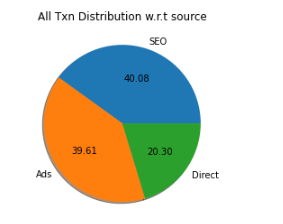 All Txn Distribution w.r.t source
SEO
40.08
39.61
20.30
Ads
Direct